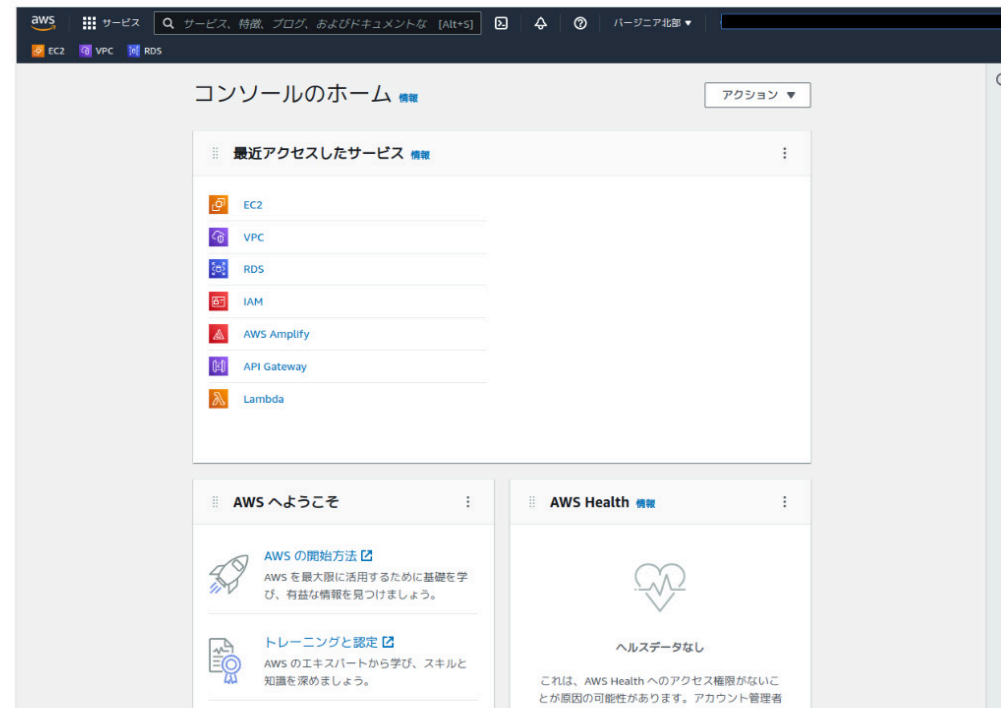 aws サービス サービス、特徴、ブログ、およびドキュメントな [Alt+S] バージニア北部 ▼
EC2 VPC RDS
コンソールのホーム 情報 アクション ▼
最近アクセスしたサービス 情報
EC2
VPC
RDS
IAM
AWS Amplify
API Gateway
Lambda
AWS へようこそ
AWS の開始方法
AWS を最大限に活用するために基礎を学
び、有益な情報を見つけましょう。
トレーニングと認定
AWS のエキスパートから学び、スキルと
知識を深めましょう。
AWS Health 情報
ヘルスデータなし
これは、AWS Health へのアクセス権限がないこ
とが原因の可能性があります。アカウント管理者